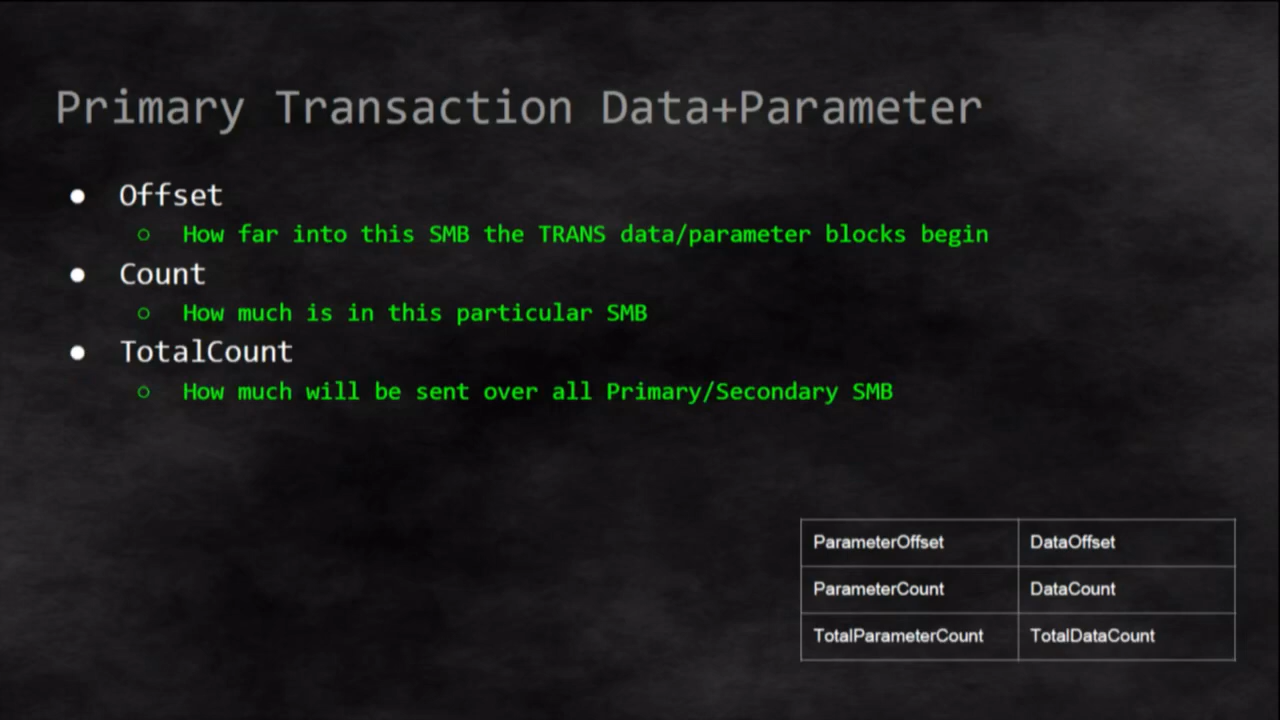 Primary Transaction Data+Parameter
● Offset
○ How far into this SMB the TRANS data/parameter blocks begin
● Count
○ How much is in this particular SMB
● TotalCount
○ How much will be sent over all Primary/Secondary SMB
ParameterOffset DataOffset
ParameterCount DataCount
TotalParameterCount TotalDataCount